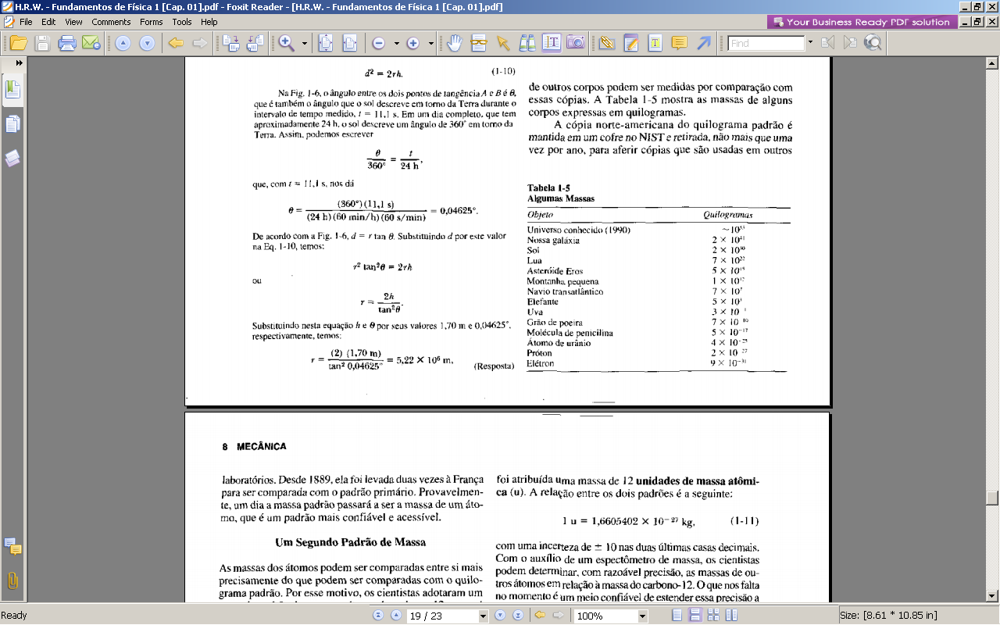 H.R.W. - Fundamentos de Física 1 [Cap. 01].pdf - Foxit Reader - [H.R.W. - Fundamentos de Física 1 [Cap. 01].pdf]
File Edit View Comments Forms Tools Help
Your Business Ready PDF solution
Find
d² = 2rh. (1-10)
Na Fig. 1-6, o ângulo entre os dois pontos de tangência A e B é θ,
que é também o ângulo que o sol descreve em torno da Terra durante o
intervalo de tempo medido, t = 11,1 s. Em um dia completo, que tem
aproximadamente 24 h, o sol descreve um ângulo de 360° em torno da
Terra. Assim, podemos escrever
θ/360° = t/24 h,
que, com t = 11,1 s, nos dá
θ = (360°)(11,1 s)/(24 h)(60 min/h)(60 s/min) = 0,04625°.
De acordo com a Fig. 1-6, d = r tan θ. Substituindo d por este valor
na Eq. 1-10, temos:
r² tan²θ = 2rh
ou
r = 2h/tan²θ.
Substituindo nesta equação h e θ por seus valores 1,70 m e 0,04625°,
respectivamente, temos:
r = (2) (1,70 m)/tan² 0,04625° = 5,22 × 10⁶ m, (Resposta)
de outros corpos podem ser medidas por comparação com
essas cópias. A Tabela 1-5 mostra as massas de alguns
corpos expressas em quilogramas.
A cópia norte-americana do quilograma padrão é
mantida em um cofre no NIST e retirada, não mais que uma
vez por ano, para aferir cópias que são usadas em outros
Tabela 1-5
Algumas Massas
Objeto Quilogramas
Universo conhecido (1990)
Nossa galáxia 2 ×
Sol 2 ×
Lua 7 ×
Asteróide Eros 5 ×
Montanha pequena 1 ×
Navio transatlântico 7 ×
Elefante 5 ×
Uva 3 ×
Grão de poeira 7 ×
Molécula de penicilina 5 ×
Átomo de urânio 4 ×
Próton 2 ×
Elétron 9 × 10⁻³¹
8 MECÂNICA
laboratórios. Desde 1889, ela foi levada duas vezes à França
para ser comparada com o padrão primário. Provavelmen-
te, um dia a massa padrão passará a ser a massa de um áto-
mo, que é um padrão mais confiável e acessível.
Um Segundo Padrão de Massa
As massas dos átomos podem ser comparadas entre si mais
precisamente do que podem ser comparadas com o quilo-
grama padrão. Por esse motivo, os cientistas adotaram um
foi atribuída uma massa de 12 unidades de massa atômi-
ca (u). A relação entre os dois padrões é a seguinte:
1 u = 1,6605402 × 10⁻²⁷ kg, (1-11)
com uma incerteza de ± 10 nas duas últimas casas decimais.
Com o auxílio de um espectômetro de massa, os cientistas
podem determinar, com razoável precisão, as massas de ou-
tros átomos em relação à massa do carbono-12. O que nos falta
no momento é um meio confiável de estender essa precisão a
Ready
19 / 23
100%
Size: [8.61 * 10.85 in]